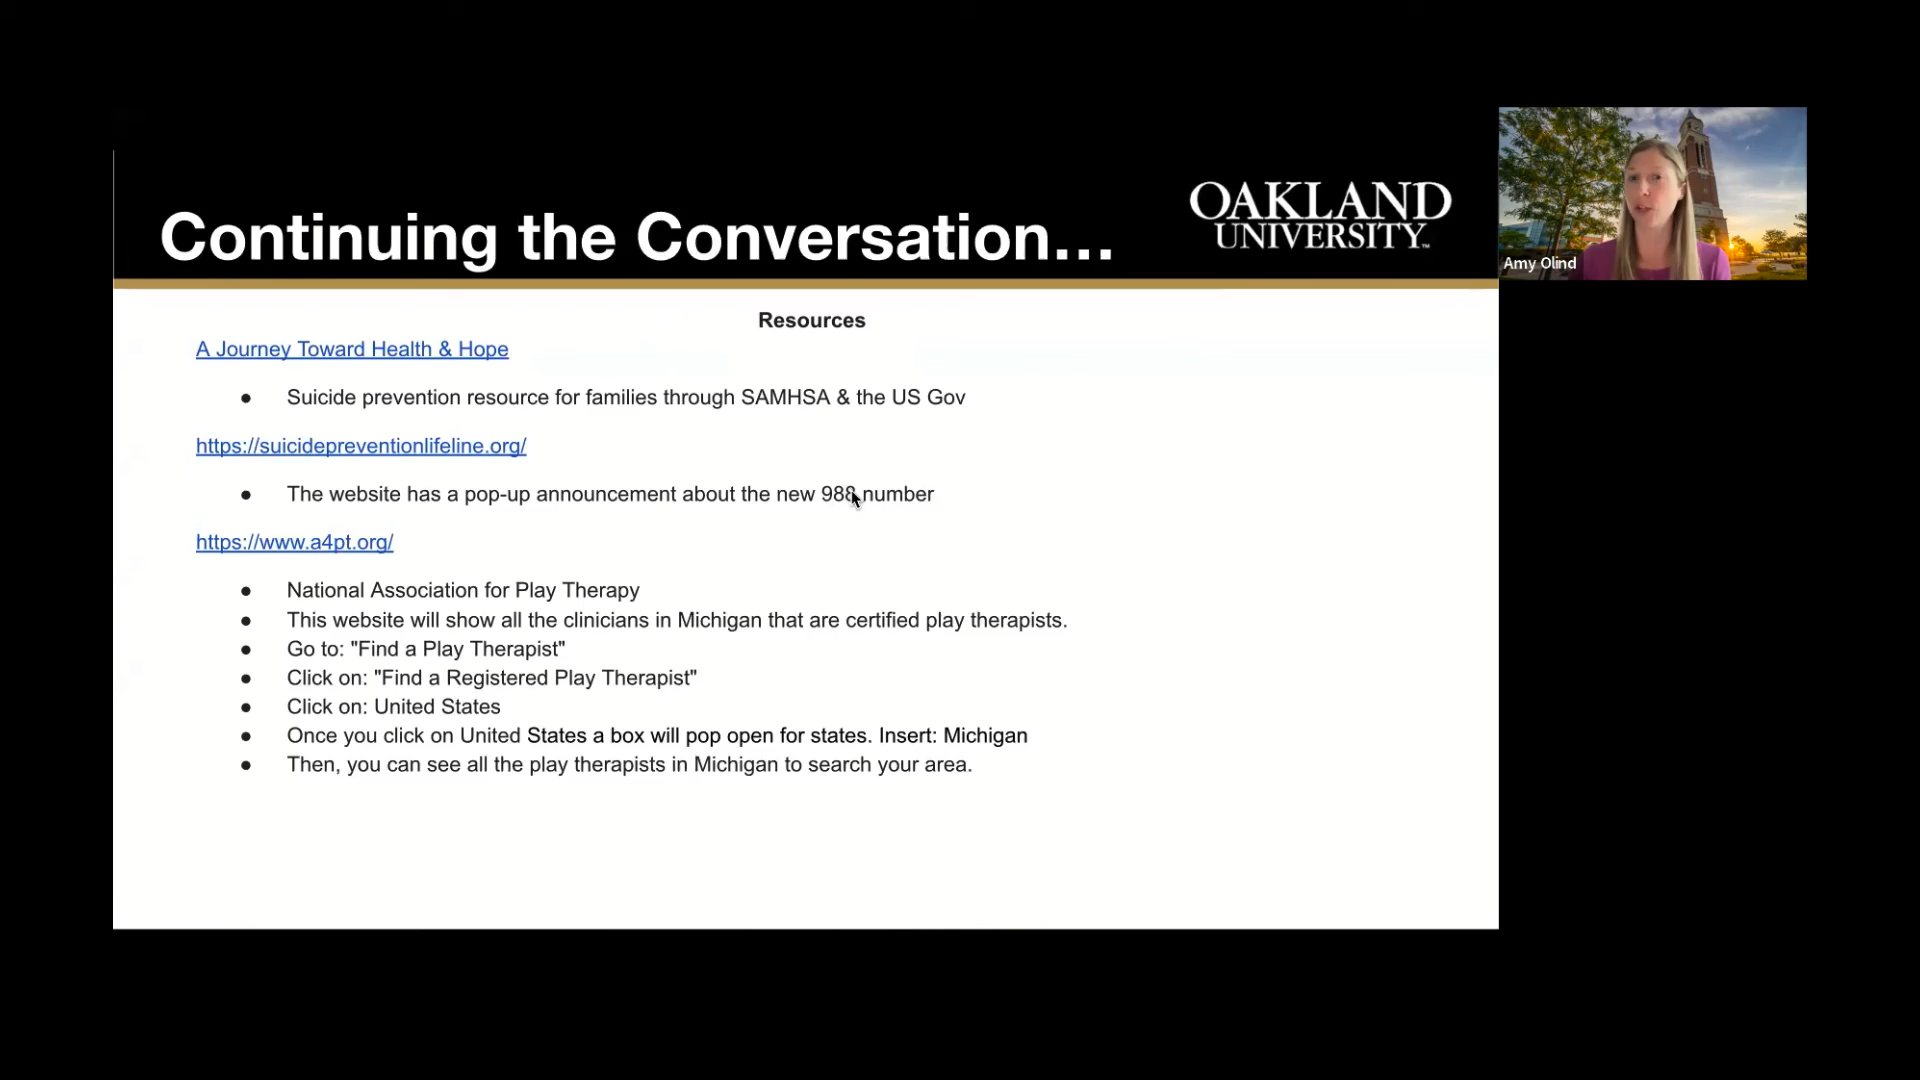 Continuing the Conversation...
OAKLAND
UNIVERSITY™
Amy Olind
Resources
A Journey Toward Health & Hope
● Suicide prevention resource for families through SAMHSA & the US Gov
https://suicidepreventionlifeline.org/
● The website has a pop-up announcement about the new 988 number
https://www.a4pt.org/
● National Association for Play Therapy
● This website will show all the clinicians in Michigan that are certified play therapists.
● Go to: "Find a Play Therapist"
● Click on: "Find a Registered Play Therapist"
● Click on: United States
● Once you click on United States a box will pop open for states. Insert: Michigan
● Then, you can see all the play therapists in Michigan to search your area.